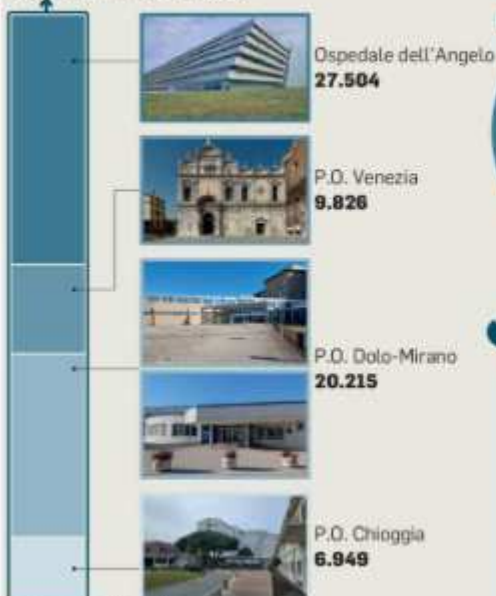 Ospedale dell'Angelo
27.504
P.O. Venezia
9.826
P.O. Dolo-Mirano
20.215
P.O. Chioggia
6.949